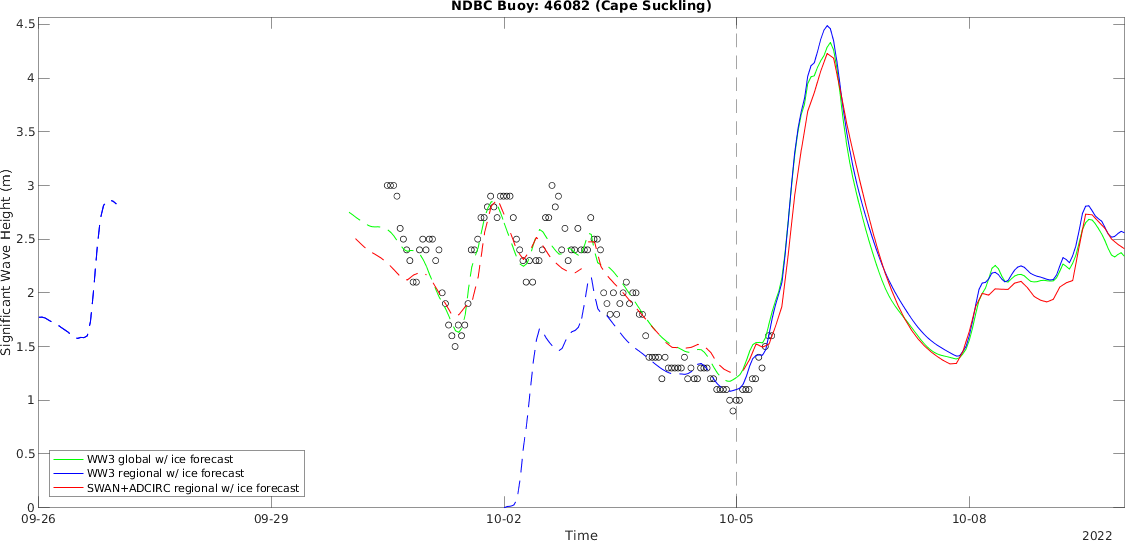 NDBC Buoy: 46082 (Cape Suckling)
4.5
4
3.5
3
2.5
2
1.5
1
0.5
0
Significant Wave Height (m)
WW3 global w/ ice forecast
WW3 regional w/ ice forecast
SWAN+ADCIRC regional w/ ice forecast
09-26
09-29
10-02
10-05
10-08
Time
2022